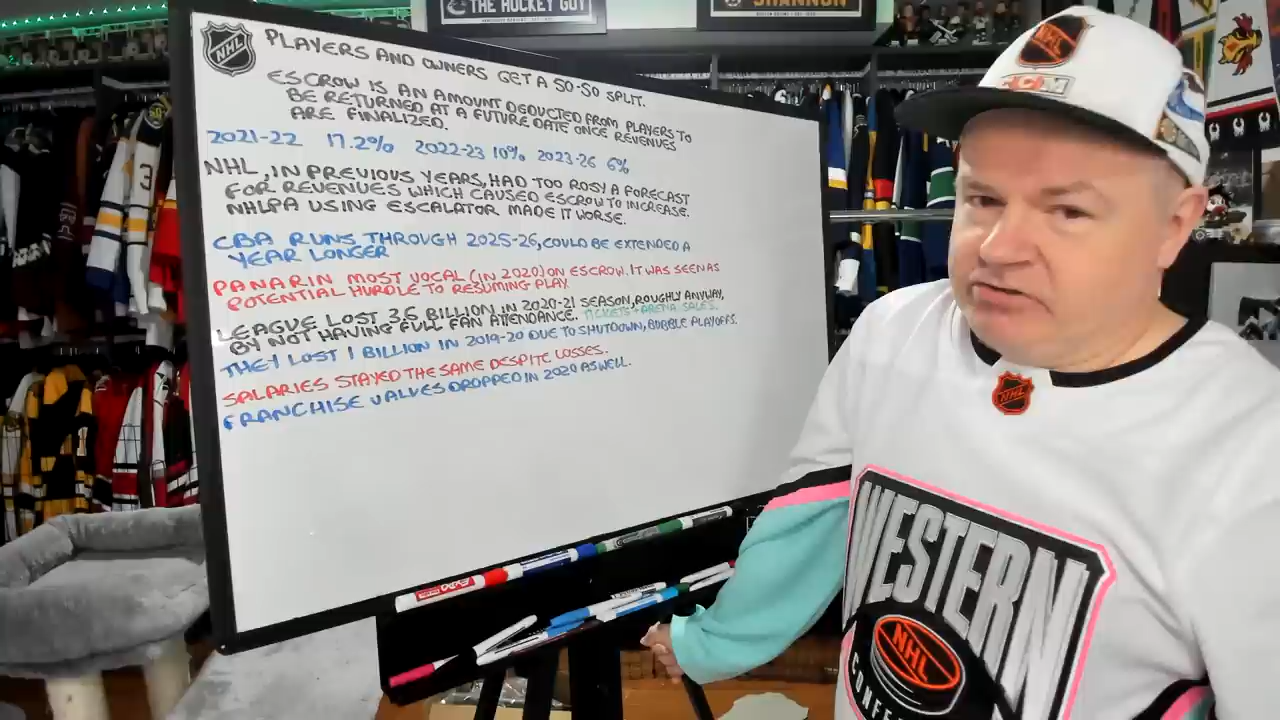 THE HOCKEY GUY
SHANNON
NHL
PLAYERS AND OWNERS GET A 50-50 SPLIT.
ESCROW IS AN AMOUNT DEDUCTED FROM PLAYERS TO
BE RETURNED AT A FUTURE DATE ONCE REVENUES
ARE FINALIZED.
2021-22 17.2% 2022-23 10% 2023-26 6%
NHL, IN PREVIOUS YEARS, HAD TOO ROSY A FORECAST
FOR REVENUES WHICH CAUSED ESCROW TO INCREASE.
NHLPA USING ESCALATOR MADE IT WORSE.
CBA RUNS THROUGH 2025-26, COULD BE EXTENDED A
YEAR LONGER
PANARIN MOST VOCAL (IN 2020) ON ESCROW. IT WAS SEEN AS
POTENTIAL HURDLE TO RESUMING PLAY.
LEAGUE LOST 3.6 BILLION IN 2020-21 SEASON, ROUGHLY ANYWAY,
BY NOT HAVING FULL FAN ATTENDANCE. TICKETS + ARENA SALES.
THEY LOST 1 BILLION IN 2019-20 DUE TO SHUTDOWN, BUBBLE PLAYOFFS.
SALARIES STAYED THE SAME DESPITE LOSSES.
FRANCHISE VALUES DROPPED IN 2020 AS WELL.
NHL
CCM
NHL
WESTERN
NHL
3
EXPO